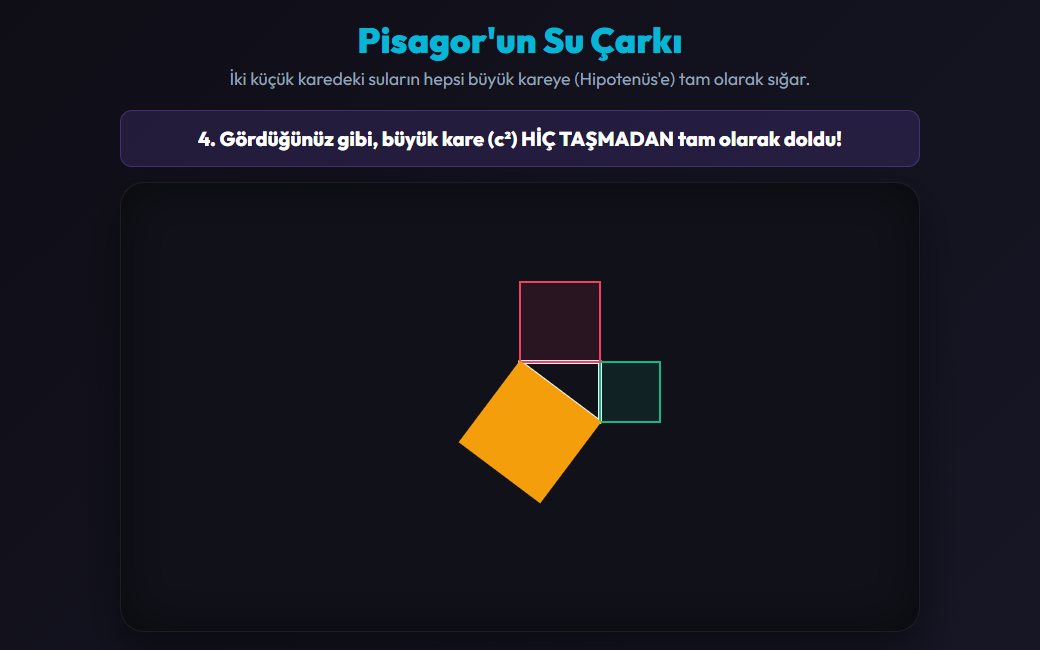 Pisagor'un Su Çarkı
İki küçük karedeki suların hepsi büyük kareye (Hipotenüs'e) tam olarak sığar.
4. Gördüğünüz gibi, büyük kare (c²) HİÇ TAŞMADAN tam olarak doldu!